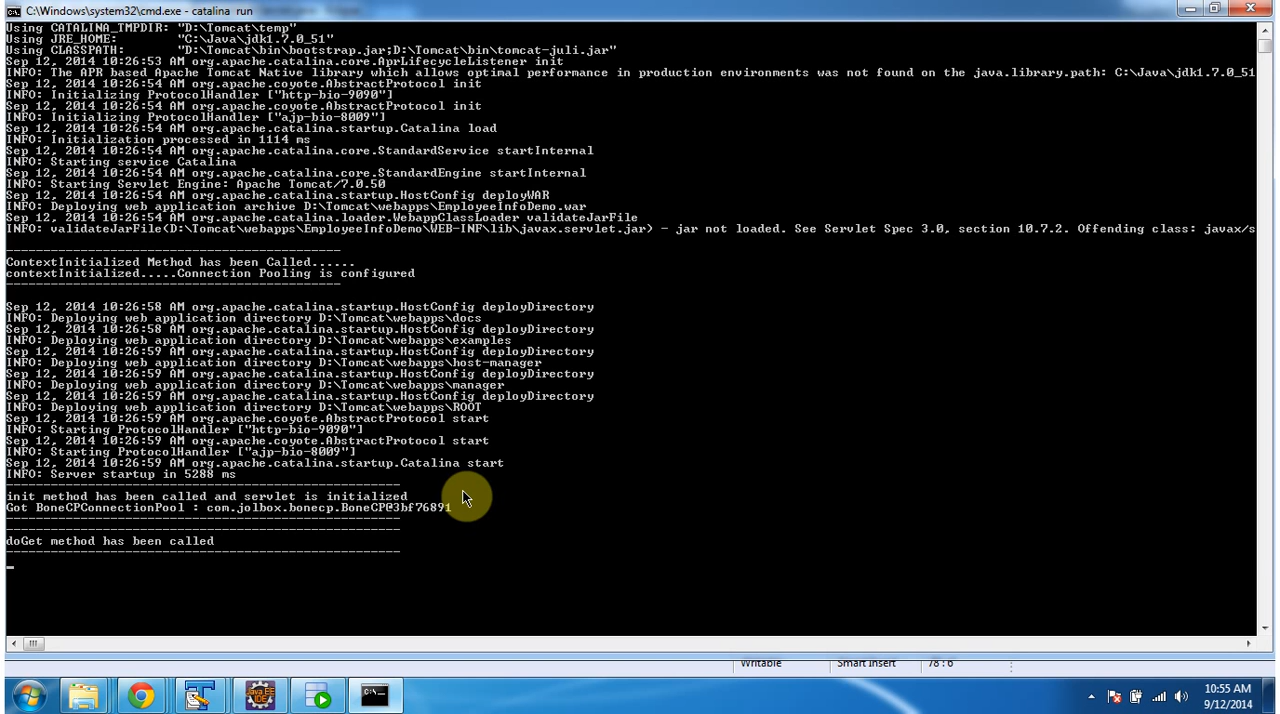 C:\Windows\system32\cmd.exe - catalina run
Using CATALINA_TMPDIR: "D:\Tomcat\temp"
Using JRE_HOME:        "C:\Java\jdk1.7.0_51"
Using CLASSPATH:       "D:\Tomcat\bin\bootstrap.jar;D:\Tomcat\bin\tomcat-juli.jar"
Sep 12, 2014 10:26:53 AM org.apache.catalina.core.AprLifecycleListener init
INFO: The APR based Apache Tomcat Native library which allows optimal performance in production environments was not found on the java.library.path: C:\Java\jdk1.7.0_51
Sep 12, 2014 10:26:54 AM org.apache.coyote.AbstractProtocol init
INFO: Initializing ProtocolHandler ["http-bio-9090"]
Sep 12, 2014 10:26:54 AM org.apache.coyote.AbstractProtocol init
INFO: Initializing ProtocolHandler ["ajp-bio-8009"]
Sep 12, 2014 10:26:54 AM org.apache.catalina.startup.Catalina load
INFO: Initialization processed in 1114 ms
Sep 12, 2014 10:26:54 AM org.apache.catalina.core.StandardService startInternal
INFO: Starting service Catalina
Sep 12, 2014 10:26:54 AM org.apache.catalina.core.StandardEngine startInternal
INFO: Starting Servlet Engine: Apache Tomcat/7.0.50
Sep 12, 2014 10:26:54 AM org.apache.catalina.startup.HostConfig deployWAR
INFO: Deploying web application archive D:\Tomcat\webapps\EmployeeInfoDemo.war
Sep 12, 2014 10:26:54 AM org.apache.catalina.loader.WebappClassLoader validateJarFile
INFO: validateJarFile(D:\Tomcat\webapps\EmployeeInfoDemo\WEB-INF\lib\javax.servlet.jar) - jar not loaded. See Servlet Spec 3.0, section 10.7.2. Offending class: javax/s
---------------------------------------------
ContextInitialized Method has been Called......
contextInitialized.....Connection Pooling is configured
---------------------------------------------
Sep 12, 2014 10:26:58 AM org.apache.catalina.startup.HostConfig deployDirectory
INFO: Deploying web application directory D:\Tomcat\webapps\docs
Sep 12, 2014 10:26:58 AM org.apache.catalina.startup.HostConfig deployDirectory
INFO: Deploying web application directory D:\Tomcat\webapps\examples
Sep 12, 2014 10:26:59 AM org.apache.catalina.startup.HostConfig deployDirectory
INFO: Deploying web application directory D:\Tomcat\webapps\host-manager
Sep 12, 2014 10:26:59 AM org.apache.catalina.startup.HostConfig deployDirectory
INFO: Deploying web application directory D:\Tomcat\webapps\manager
Sep 12, 2014 10:26:59 AM org.apache.catalina.startup.HostConfig deployDirectory
INFO: Deploying web application directory D:\Tomcat\webapps\ROOT
Sep 12, 2014 10:26:59 AM org.apache.coyote.AbstractProtocol start
INFO: Starting ProtocolHandler ["http-bio-9090"]
Sep 12, 2014 10:26:59 AM org.apache.coyote.AbstractProtocol start
INFO: Starting ProtocolHandler ["ajp-bio-8009"]
Sep 12, 2014 10:26:59 AM org.apache.catalina.startup.Catalina start
INFO: Server startup in 5288 ms
-----------------------------------------------------
init method has been called and servlet is initialized
Got BoneCPConnectionPool : com.jolbox.bonecp.BoneCP@3bf76891
-----------------------------------------------------
-----------------------------------------------------
doGet method has been called
-----------------------------------------------------
Writable Smart Insert 78 : 6
Java EE IDE
C:\.
10:55 AM
9/12/2014